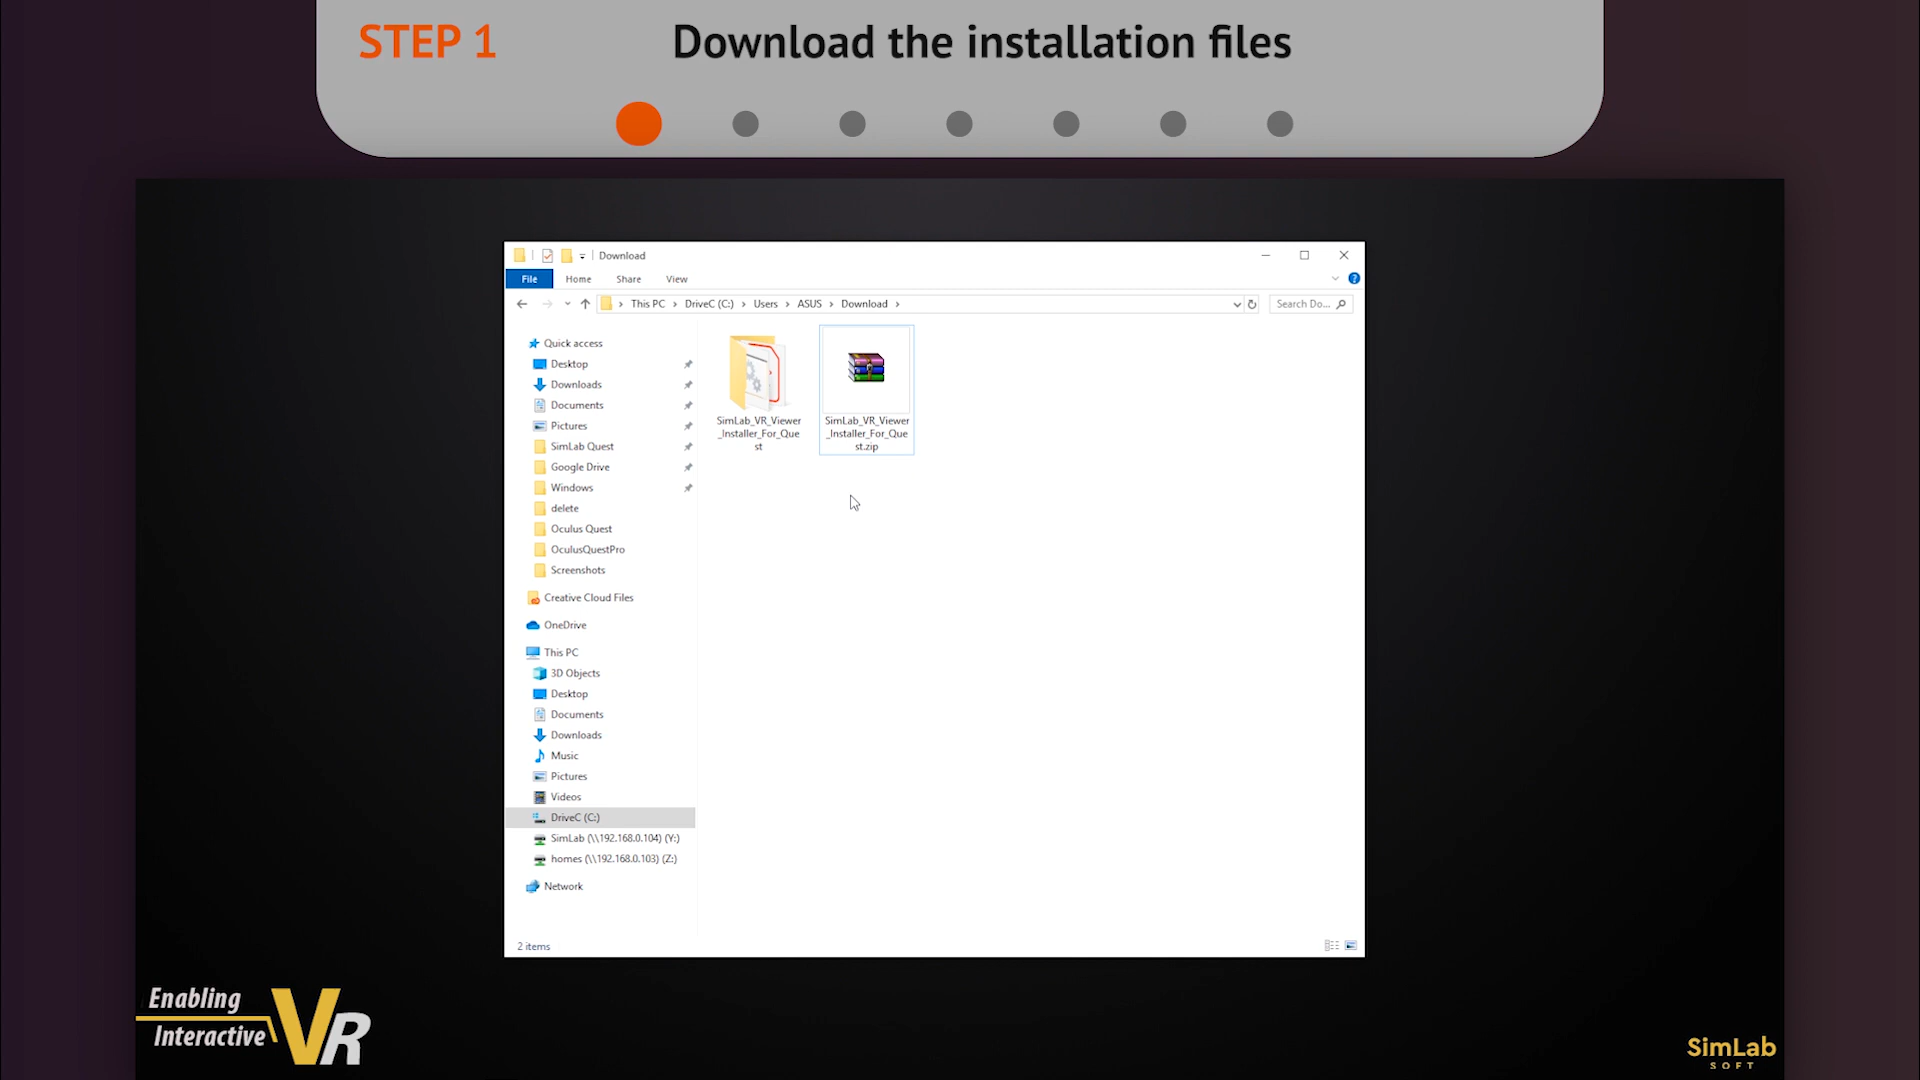 STEP 1
Download the installation files
Download
File
Home
Share
View
This PC
DriveC (C:)
Users
ASUS
Download
Search Do...
Quick access
Desktop
Downloads
Documents
Pictures
SimLab Quest
Google Drive
Windows
delete
Oculus Quest
OculusQuestPro
Screenshots
Creative Cloud Files
OneDrive
This PC
3D Objects
Desktop
Documents
Downloads
Music
Pictures
Videos
DriveC (C:)
SimLab (\\192.168.0.104) (Y:)
homes (\\192.168.0.103) (Z:)
Network
SimLab_VR_Viewer
_Installer_For_Que
st
SimLab_VR_Viewer
_Installer_For_Que
st.zip
2 items
Enabling
Interactive
VR
SimLab
SOFT